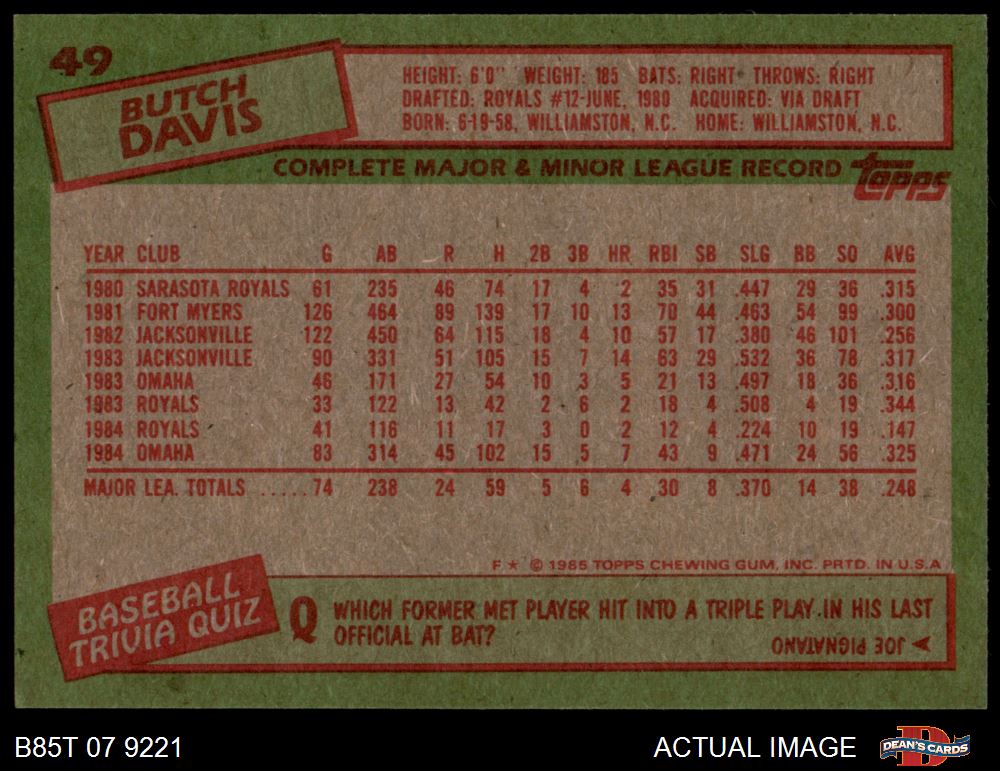 49
BUTCH
DAVIS
HEIGHT: 6'0" WEIGHT: 185 BATS: RIGHT THROWS: RIGHT
DRAFTED: ROYALS #12-JUNE, 1980 ACQUIRED: VIA DRAFT
BORN: 6-19-58, WILLIAMSTON, N.C. HOME: WILLIAMSTON, N.C.
COMPLETE MAJOR & MINOR LEAGUE RECORD topps
YEAR CLUB G AB R H 2B 3B HR RBI SB SLG BB SO AVG
1980 SARASOTA ROYALS 61 235 46 74 17 4 2 35 31 .447 29 36 .315
1981 FORT MYERS 126 464 89 139 17 10 13 70 44 .463 54 99 .300
1982 JACKSONVILLE 122 450 64 115 18 4 10 57 17 .380 46 101 .256
1983 JACKSONVILLE 90 331 51 105 15 7 14 63 29 .532 36 78 .317
1983 OMAHA 46 171 27 54 10 3 5 21 13 .497 18 36 .316
1983 ROYALS 33 122 13 42 2 6 2 18 4 .508 4 19 .344
1984 ROYALS 41 116 11 17 3 0 2 12 4 .224 10 19 .147
1984 OMAHA 83 314 45 102 15 5 7 43 9 .471 24 56 .325
MAJOR LEA. TOTALS .....74 238 24 59 5 6 4 30 8 .370 14 38 .248
F★ © 1985 TOPPS CHEWING GUM, INC. PRTD. IN U.S.A
BASEBALL
TRIVIA QUIZ
Q WHICH FORMER MET PLAYER HIT INTO A TRIPLE PLAY IN HIS LAST
OFFICIAL AT BAT?
JOE PIGNATANO
B85T 07 9221
ACTUAL IMAGE
D
DEAN'S CARDS